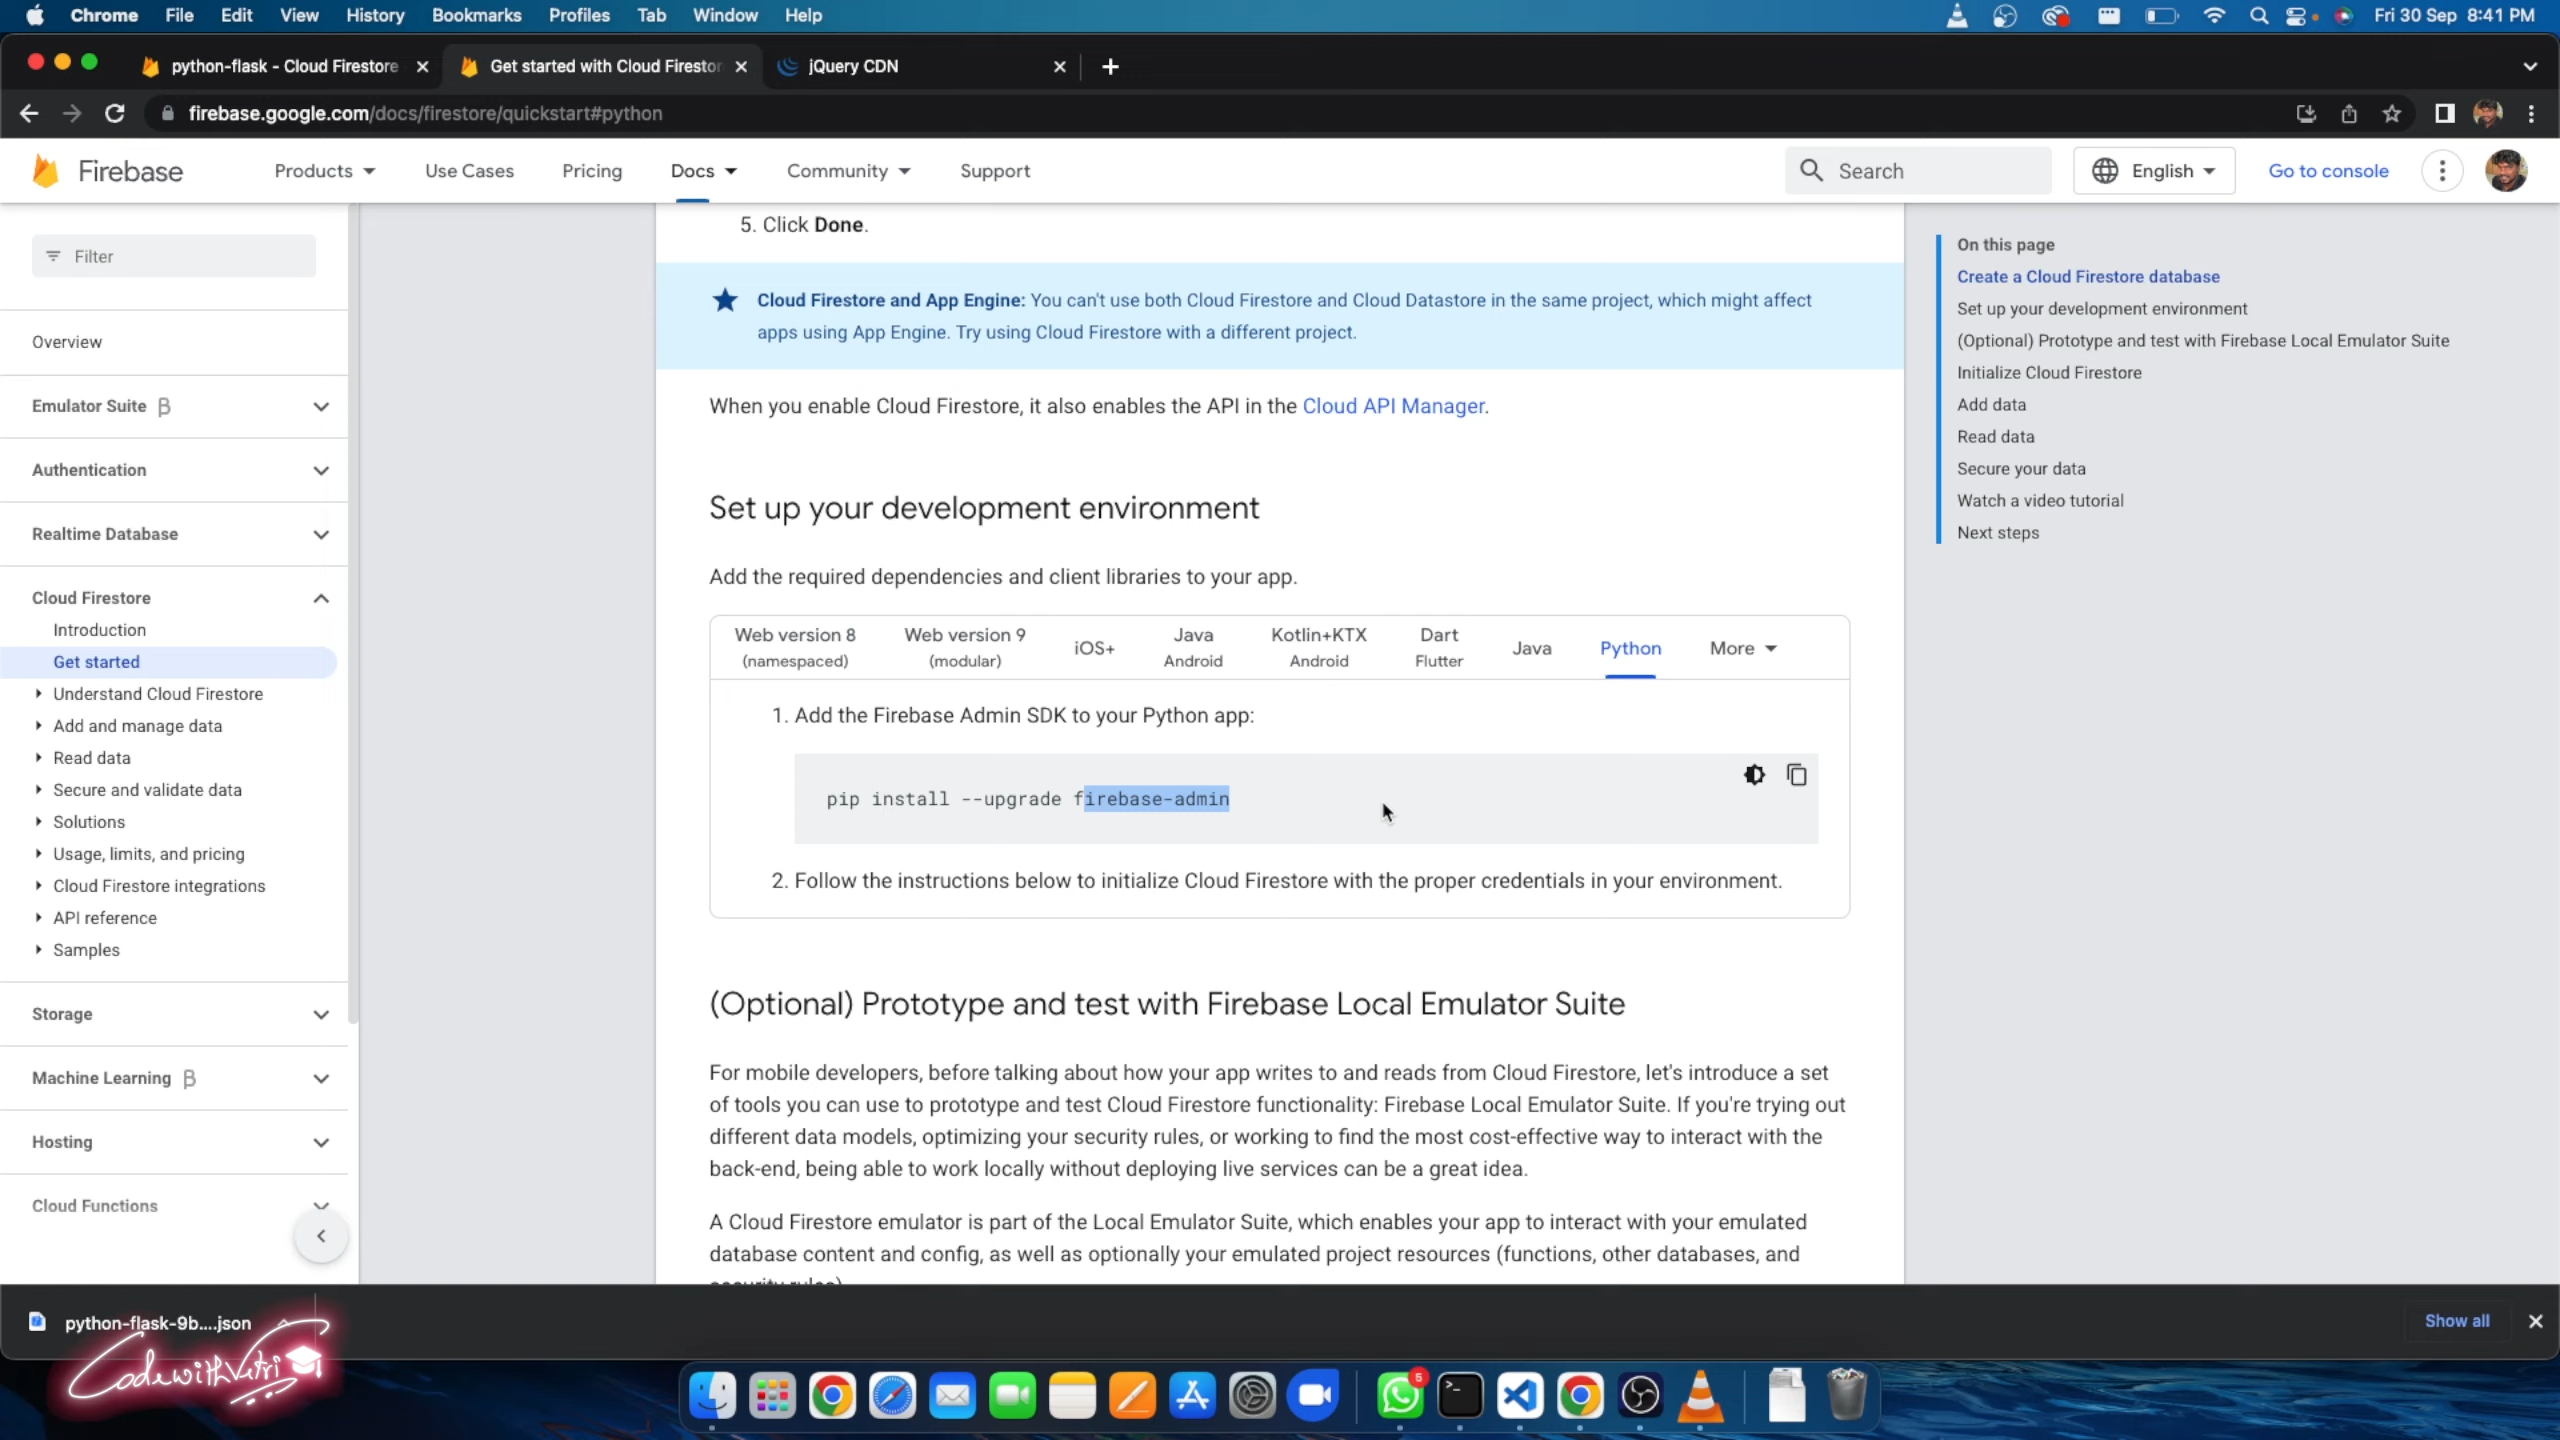 Chrome File Edit View History Bookmarks Profiles Tab Window Help
5
Fri 30 Sep 8:41 PM
python-flask - Cloud Firestore
Get started with Cloud Firestor
jQuery CDN
firebase.google.com/docs/firestore/quickstart#python
Firebase
Products
Use Cases
Pricing
Docs
Community
Support
Search
English
Go to console
Filter
Overview
Emulator Suite β
Authentication
Realtime Database
Cloud Firestore
Introduction
Get started
Understand Cloud Firestore
Add and manage data
Read data
Secure and validate data
Solutions
Usage, limits, and pricing
Cloud Firestore integrations
API reference
Samples
Storage
Machine Learning β
Hosting
Cloud Functions
5. Click Done.
Cloud Firestore and App Engine: You can't use both Cloud Firestore and Cloud Datastore in the same project, which might affect
apps using App Engine. Try using Cloud Firestore with a different project.
When you enable Cloud Firestore, it also enables the API in the Cloud API Manager.
Set up your development environment
Add the required dependencies and client libraries to your app.
Web version 8
(namespaced)
Web version 9
(modular)
iOS+
Java
Android
Kotlin+KTX
Android
Dart
Flutter
Java
Python
More
1. Add the Firebase Admin SDK to your Python app:
pip install --upgrade firebase-admin
2. Follow the instructions below to initialize Cloud Firestore with the proper credentials in your environment.
(Optional) Prototype and test with Firebase Local Emulator Suite
For mobile developers, before talking about how your app writes to and reads from Cloud Firestore, let's introduce a set
of tools you can use to prototype and test Cloud Firestore functionality: Firebase Local Emulator Suite. If you're trying out
different data models, optimizing your security rules, or working to find the most cost-effective way to interact with the
back-end, being able to work locally without deploying live services can be a great idea.
A Cloud Firestore emulator is part of the Local Emulator Suite, which enables your app to interact with your emulated
database content and config, as well as optionally your emulated project resources (functions, other databases, and
security rules)
On this page
Create a Cloud Firestore database
Set up your development environment
(Optional) Prototype and test with Firebase Local Emulator Suite
Initialize Cloud Firestore
Add data
Read data
Secure your data
Watch a video tutorial
Next steps
python-flask-9b....json
Show all
CodewithVetri